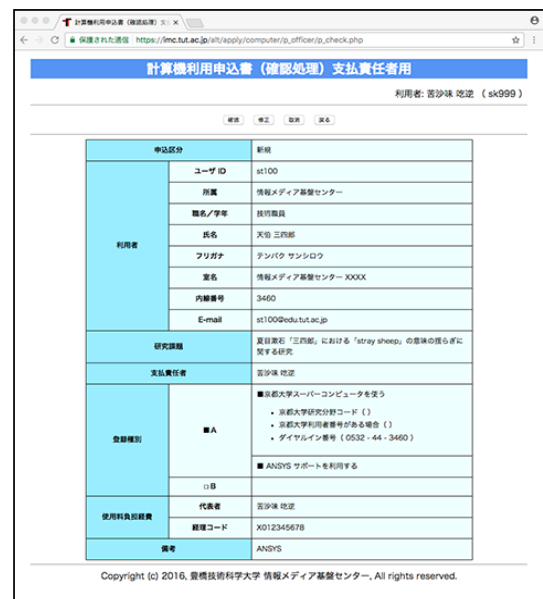 計算機利用申込書（確認処理）支
保護された通信 https://imc.tut.ac.jp/alt/apply/computer/p_officer/p_check.php
計算機利用申込書（確認処理）支払責任者用
利用者: 苦沙味 吃逆 （ sk999 ）
確認 修正 取消 戻る
申込区分 新規
利用者
ユーザ ID st100
所属 情報メディア基盤センター
職名／学年 技術職員
氏名 天伯 三四郎
フリガナ テンパク サンシロウ
室名 情報メディア基盤センター XXXX
内線番号 3460
E-mail st100@edu.tut.ac.jp
研究課題 夏目漱石「三四郎」における「stray sheep」の意味の揺らぎに
関する研究
支払責任者 苦沙味 吃逆
登録種別
■A
■京都大学スーパーコンピュータを使う
• 京都大学研究分野コード（ ）
• 京都大学利用者番号がある場合（ ）
• ダイヤルイン番号（ 0532 - 44 - 3460 ）
■ ANSYS サポートを利用する
□B
使用料負担経費
代表者 苦沙味 吃逆
経理コード X012345678
備考 ANSYS
Copyright (c) 2016, 豊橋技術科学大学 情報メディア基盤センター, All rights reserved.